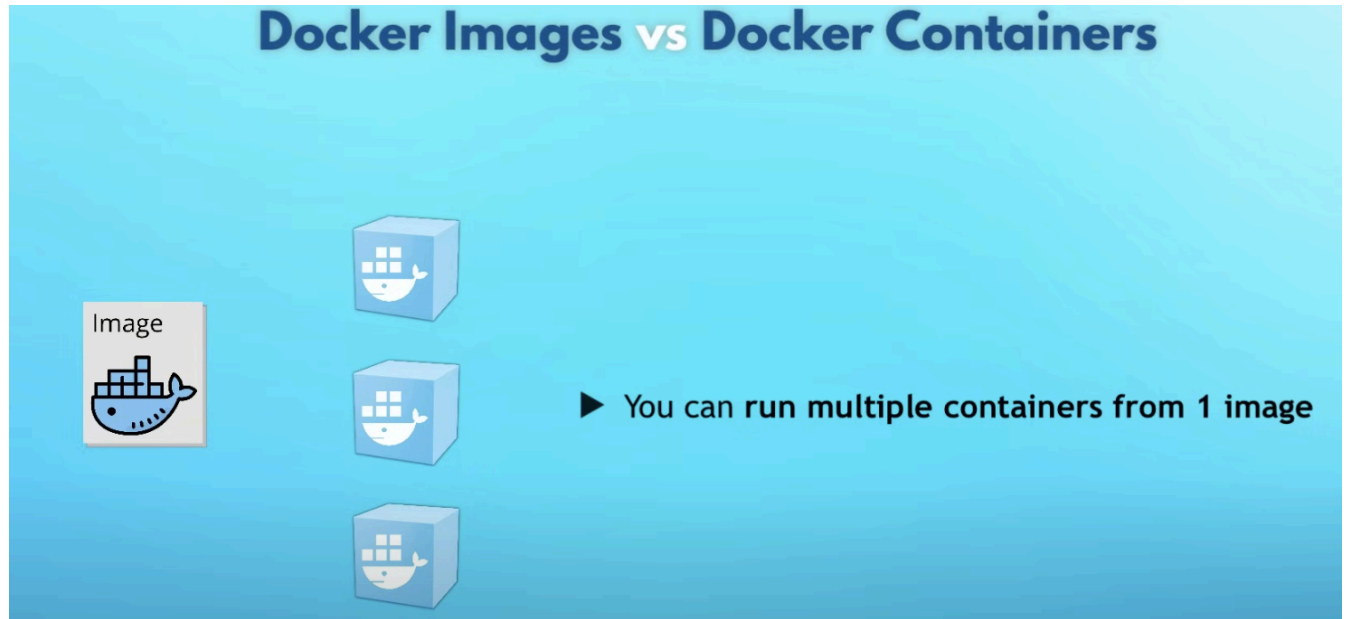 Docker Images vs Docker Containers
Image
▶ You can run multiple containers from 1 image